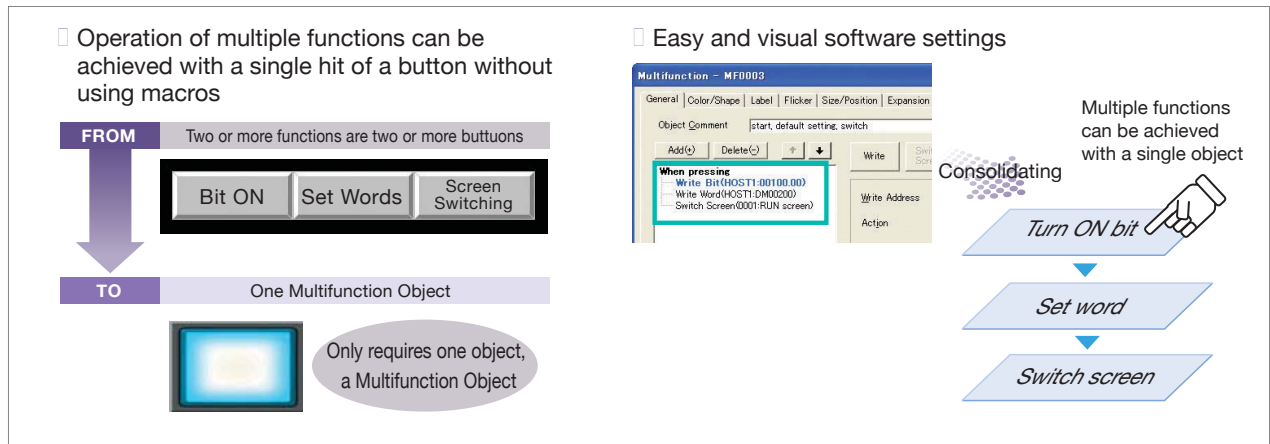 Operation of multiple functions can be
achieved with a single hit of a button without
using macros
FROM
Two or more functions are two or more buttuons
Bit ON
Set Words
Screen
Switching
TO
One Multifunction Object
Only requires one object,
a Multifunction Object
Easy and visual software settings
Multifunction - MF0003
General Color/Shape Label Flicker Size/Position Expansion
Object Comment start, default setting, switch
Add(+) Delete(-) Write
When pressing
Write Bit(HOST1:00100.00)
Write Word(HOST1:DM00200)
Switch Screen(0001:RUN screen)
Write Address
Action
Consolidating
Multiple functions
can be achieved
with a single object
Turn ON bit
Set word
Switch screen